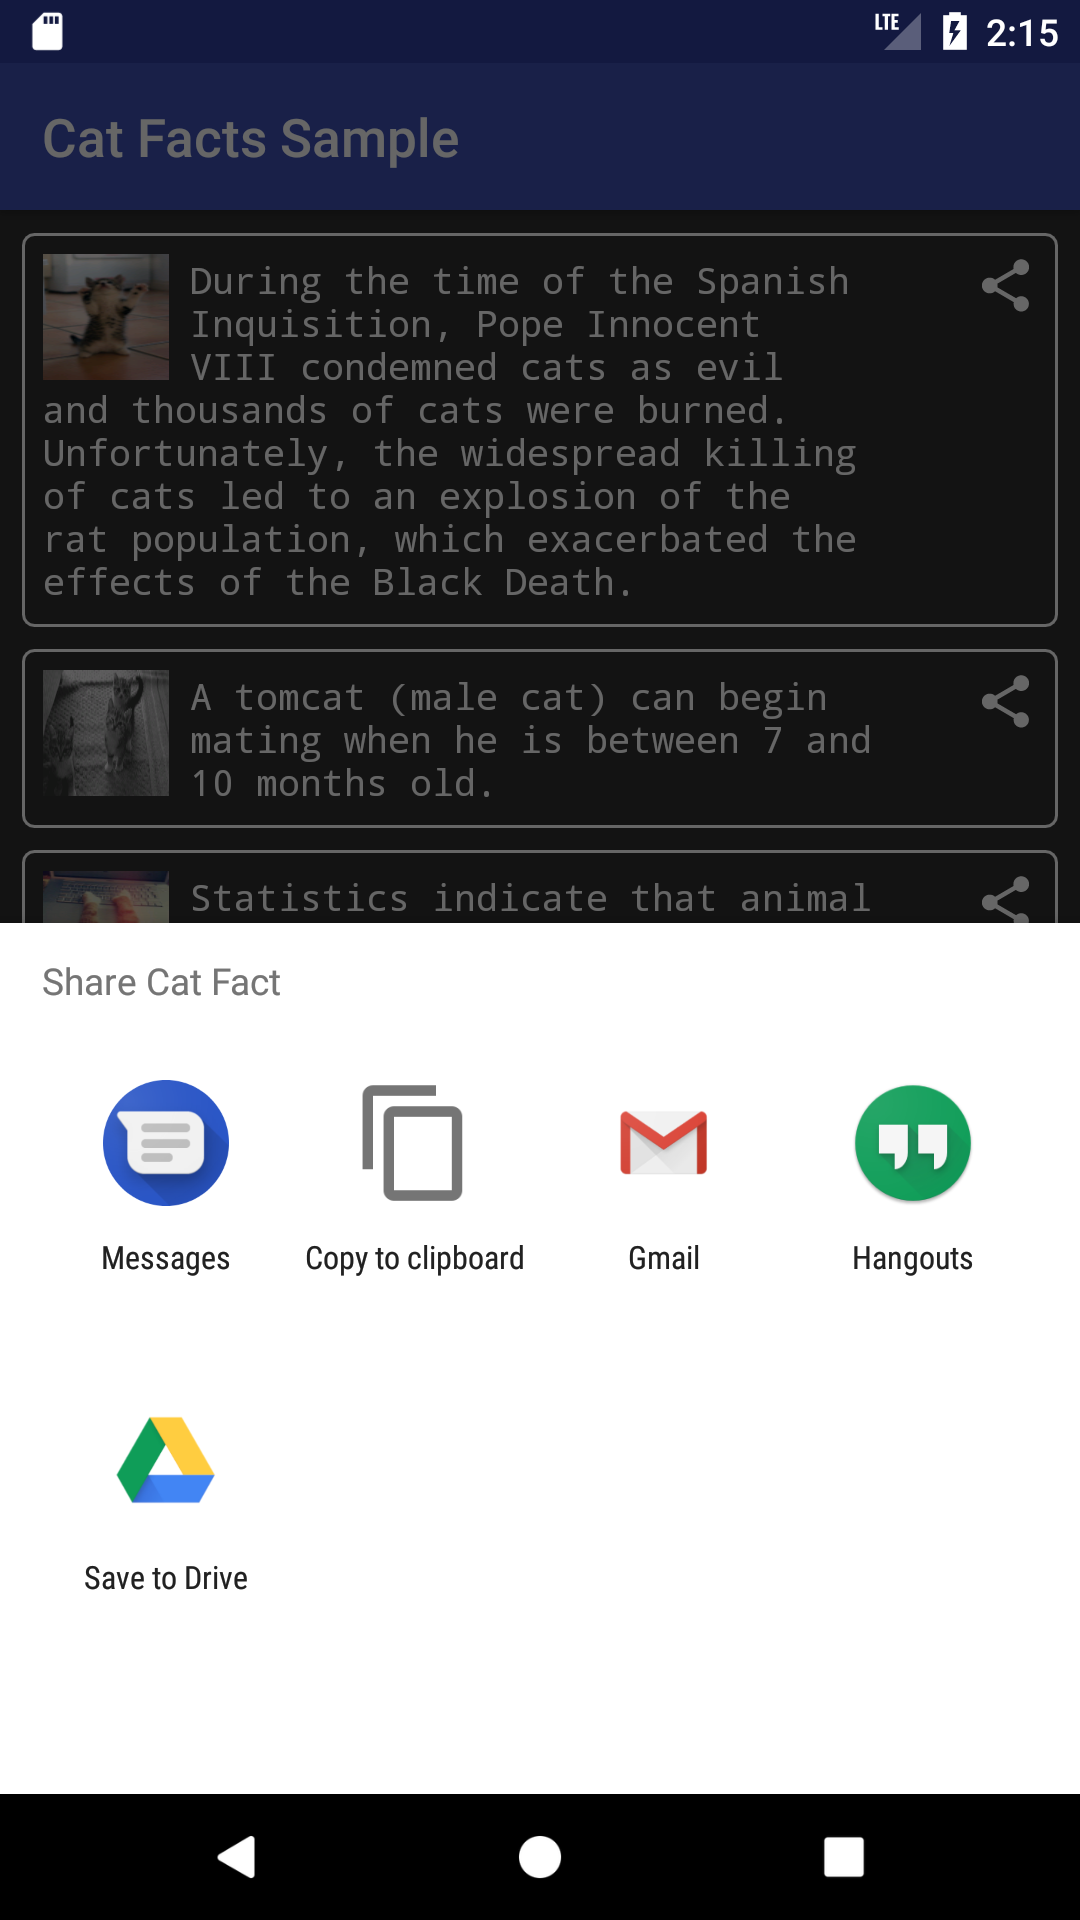 LTE 2:15
Cat Facts Sample
During the time of the Spanish
Inquisition, Pope Innocent
VIII condemned cats as evil
and thousands of cats were burned.
Unfortunately, the widespread killing
of cats led to an explosion of the
rat population, which exacerbated the
effects of the Black Death.
A tomcat (male cat) can begin
mating when he is between 7 and
10 months old.
Statistics indicate that animal
Share Cat Fact
Messages
Copy to clipboard
Gmail
Hangouts
Save to Drive